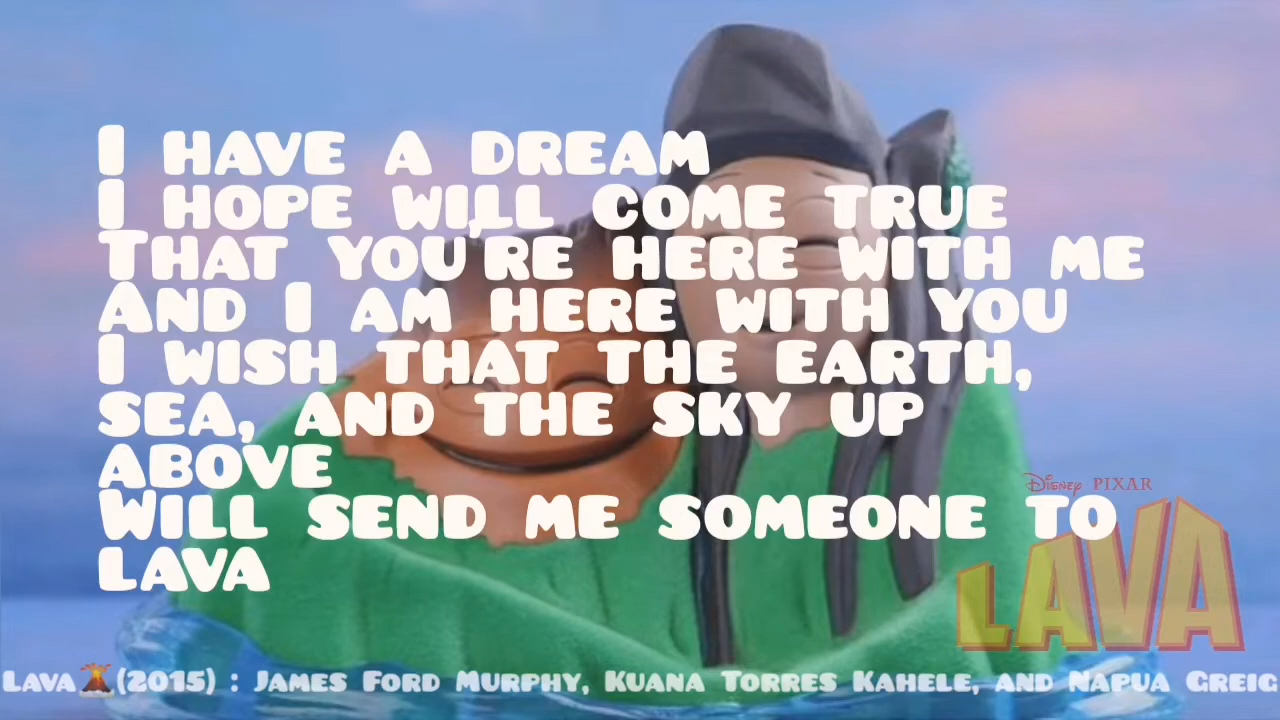 I have a dream
I hope will come true
That you're here with me
And I am here with you
I wish that the earth,
sea, and the sky up
above
Will send me someone to
lava
Disney PIXAR
LAVA
Lava🌋(2015) : James Ford Murphy, Kuana Torres Kahele, and Napua Greig